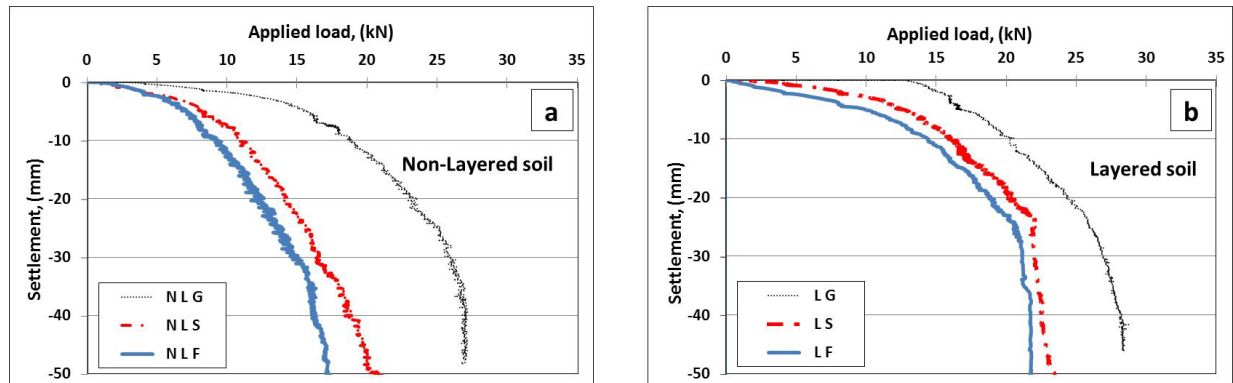 Applied load, (kN)
0 5 10 15 20 25 30 35
0
-10
-20
-30
-40
-50
Settlement, (mm)
a
Non-Layered soil
N L G
N L S
N L F
Applied load, (kN)
0 5 10 15 20 25 30 35
0
-10
-20
-30
-40
-50
Settlement, (mm)
b
Layered soil
L G
L S
L F